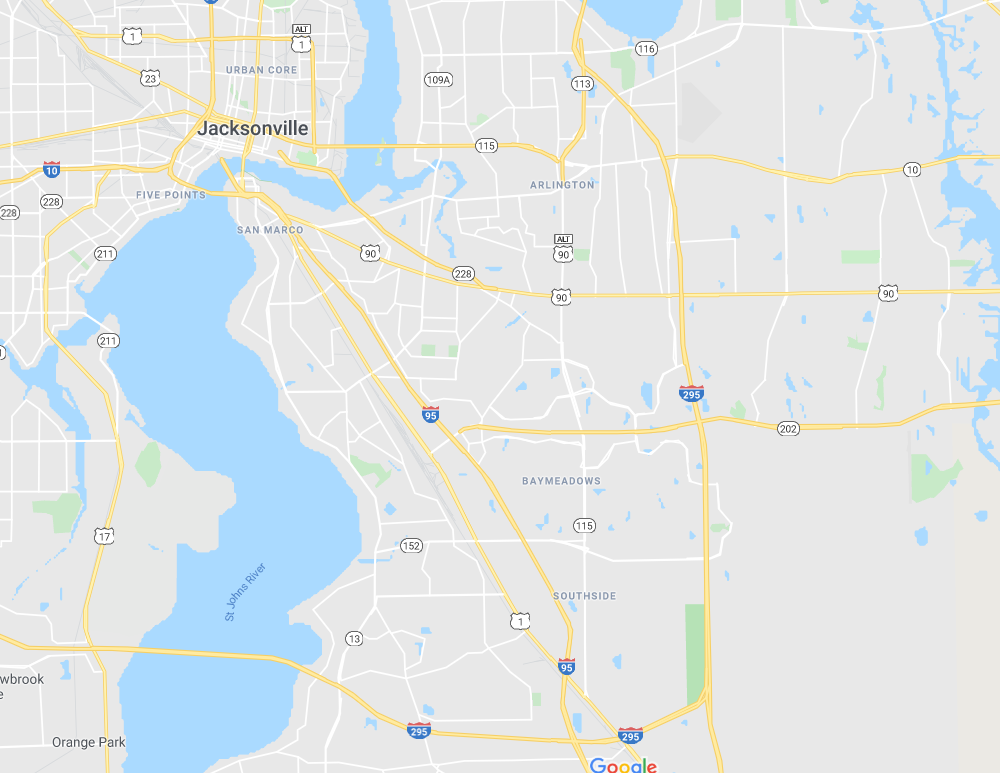 1
ALT
1
116
URBAN CORE
23
109A
113
Jacksonville
115
10
10
ARLINGTON
FIVE POINTS
228
228
SAN MARCO
211
90
ALT
90
228
90
90
211
295
95
202
BAYMEADOWS
115
17
152
St Johns River
SOUTHSIDE
1
13
95
wbrook
e
295
295
Orange Park
Google